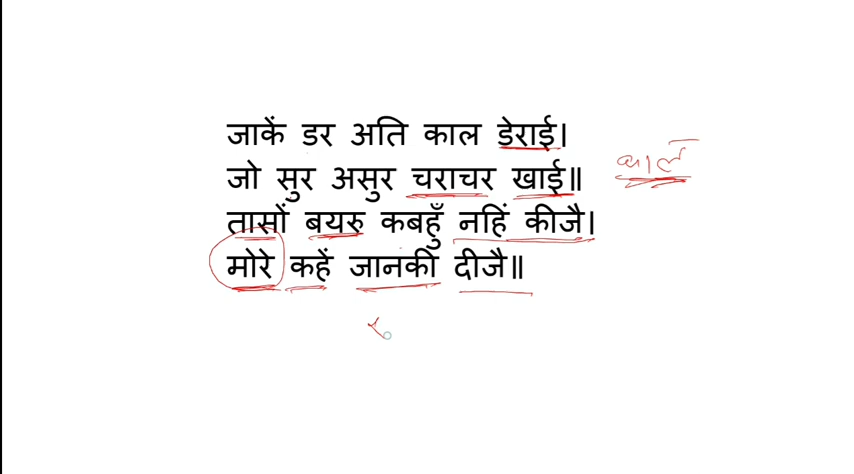 जाकें डर अति काल डेराई।
जो सुर असुर चराचर खाई॥
काल
तासों बयरु कबहुँ नहिं कीजै।
मोरे कहें जानकी दीजै॥